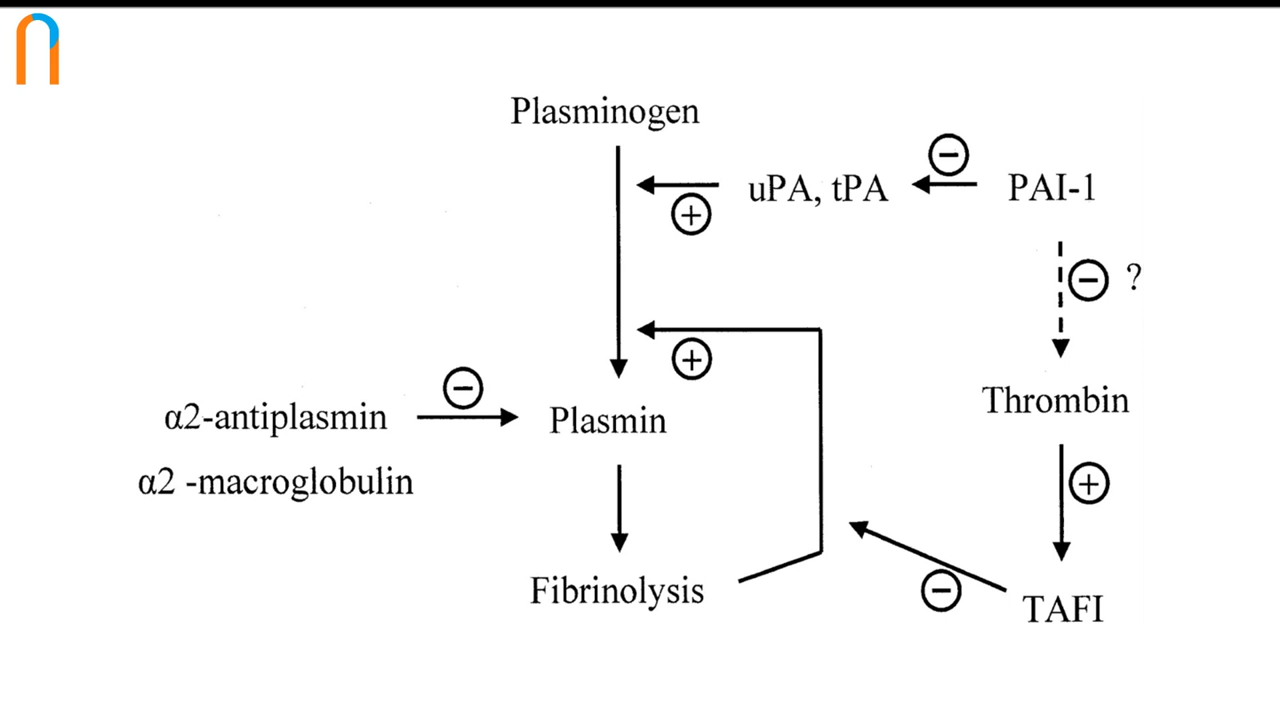 Plasminogen
uPA, tPA
PAI-1
−
+
− ?
+
α2-antiplasmin
−
Plasmin
Thrombin
α2 -macroglobulin
+
Fibrinolysis
−
TAFI